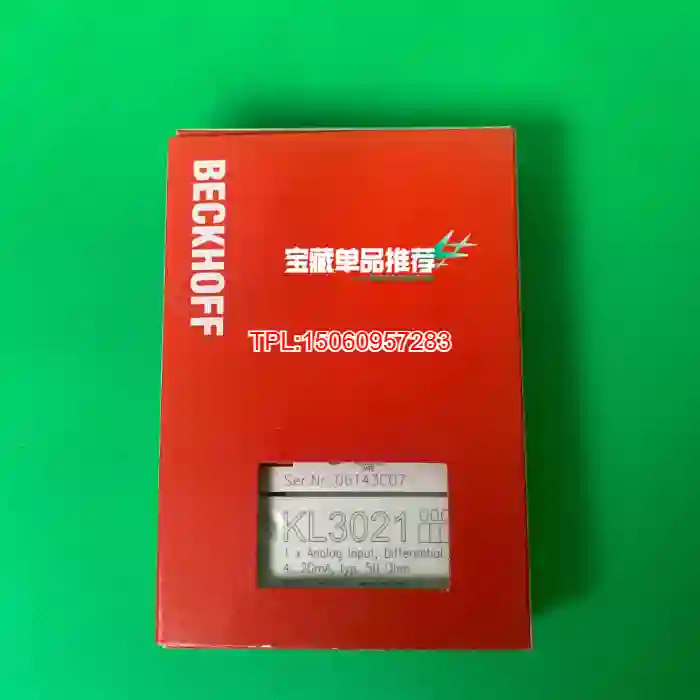 BECKHOFF
宝藏单品推荐
TPL:15060957283
Ser.Nr. 06143C07
KL3021
1 x Analog Input, Differential
4...20mA, typ. 50 Ohm